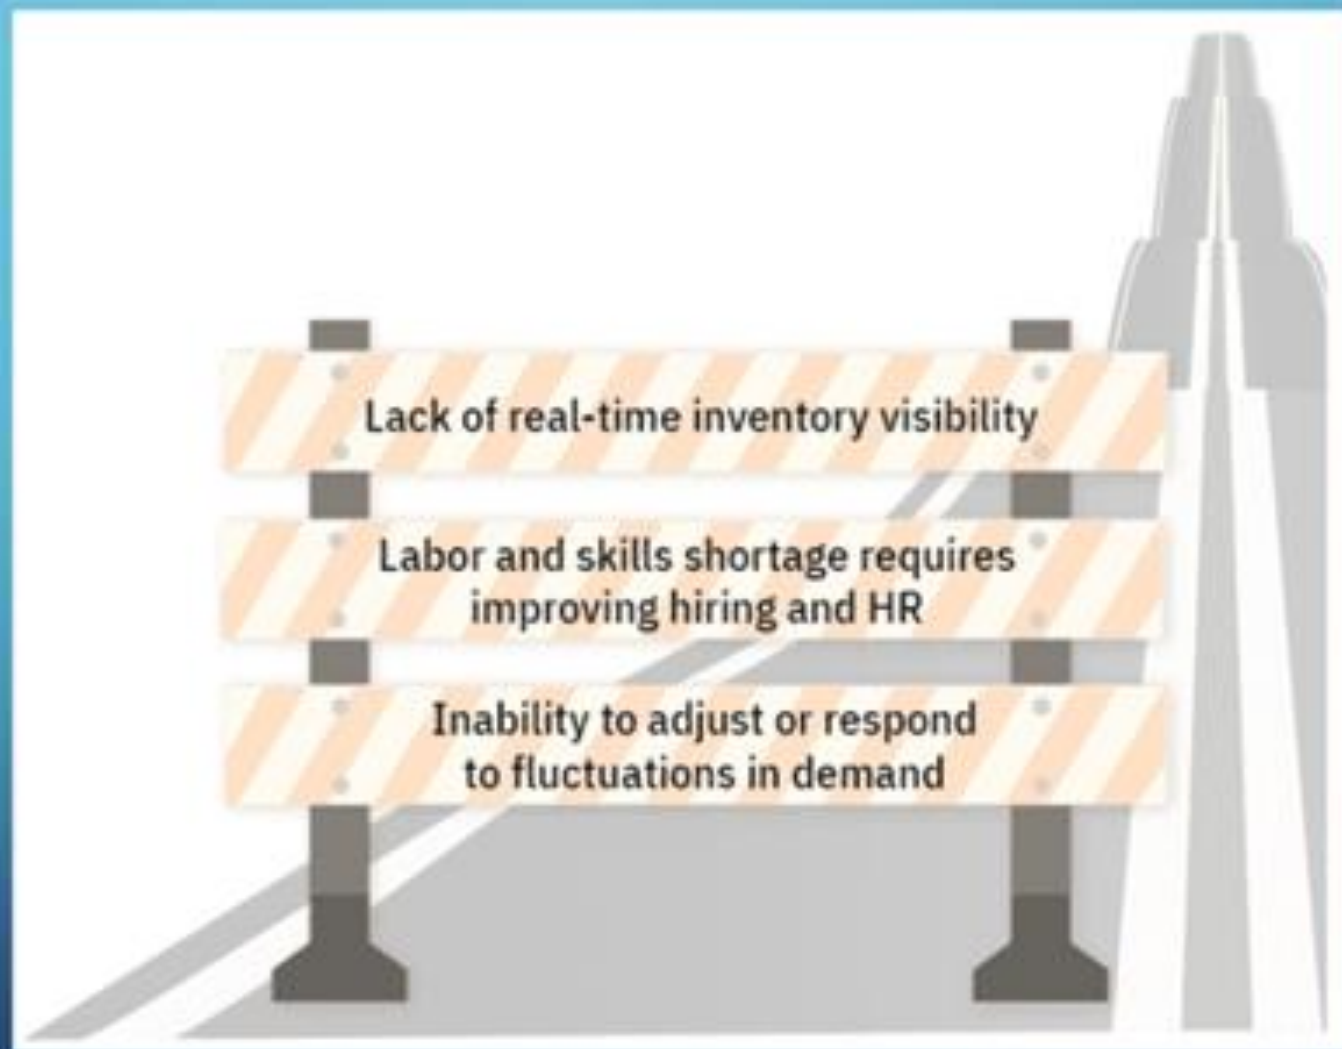 Lack of real-time inventory visibility
Labor and skills shortage requires
improving hiring and HR
Inability to adjust or respond
to fluctuations in demand